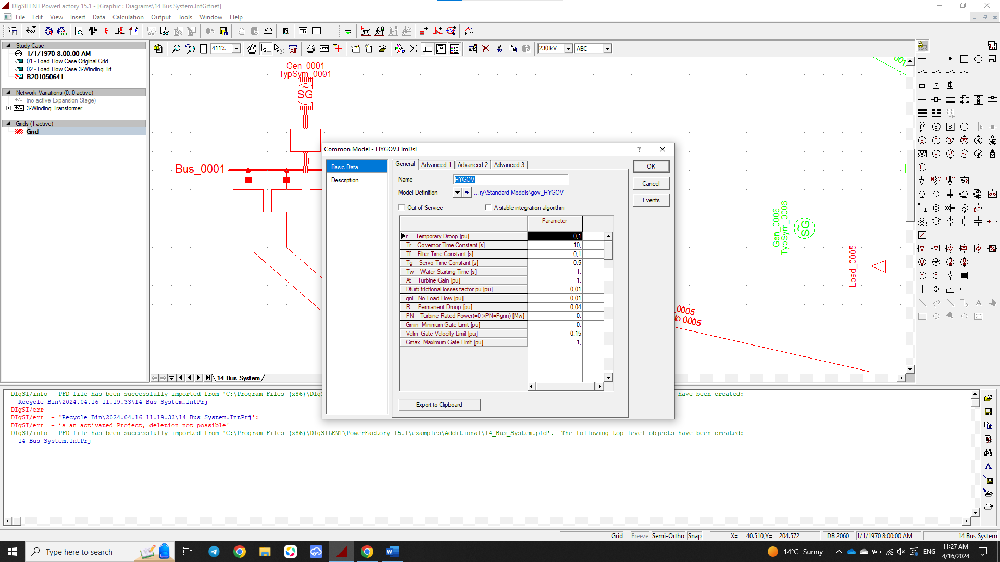 DIgSILENT PowerFactory 15.1 - [Graphic : Diagrams\14 Bus System.IntGrfnet]
File Edit View Insert Data Calculation Output Tools Window Help
Study Case
1/1/1970 8:00:00 AM
01 - Load Flow Case Original Grid
02 - Load Flow Case 3-Winding Trf
B201050641
Network Variations (0, 0 active)
(no active Expansion Stage)
3-Winding Transformer
Grids (1 active)
Grid
411%
230 kV
ABC
Gen_0001
TypSym_0001
SG
Bus_0001
Gen_0006
TypSym_0006
SG
Load_0005
_0005
to 0005
001
Common Model - HYGOV.ElmDsl
?
Basic Data
Description
General Advanced 1 Advanced 2 Advanced 3
OK
Cancel
Events
Name HYGOV
Model Definition ... ry\Standard Models\gov_HYGOV
Out of Service A-stable integration algorithm
Parameter
r Temporary Droop [pu] 0,1
Tr Governor Time Constant [s] 10,
Tf Filter Time Constant [s] 0,1
Tg Servo Time Constant [s] 0,5
Tw Water Starting Time [s] 1,
At Turbine Gain [pu] 1,
Dturb frictional losses factor pu [pu] 0,01
qnl No Load Flow [pu] 0,01
R Permanent Droop [pu] 0,04
PN Turbine Rated Power(=0->PN=Pgnn) [Mw] 0,
Gmin Minimum Gate Limit [pu] 0,
Velm Gate Velocity Limit [pu] 0,15
Gmax Maximum Gate Limit [pu] 1,
Export to Clipboard
14 Bus System
DIgSI/info - PFD file has been successfully imported from 'C:\Program Files (x86)\DIgS have been created:
Recycle Bin\2024.04.16 11.19.33\14 Bus System.IntPrj
DIgSI/err - ----------------------------------------------------------
DIgSI/err - 'Recycle Bin\2024.04.16 11.19.33\14 Bus System.IntPrj':
DIgSI/err - is an activated Project, deletion not possible!
DIgSI/info - PFD file has been successfully imported from 'C:\Program Files (x86)\DIgSILENT\PowerFactory 15.1\examples\Additional\14_Bus_System.pfd'. The following top-level objects have been created:
14 Bus System.IntPrj
Grid Freeze Semi-Ortho Snap X= 40.510,Y= 204.572 DB 2060 1/1/1970 8:00:00 AM 14 Bus System
Type here to search
14°C Sunny
ENG
11:27 AM
4/16/2024